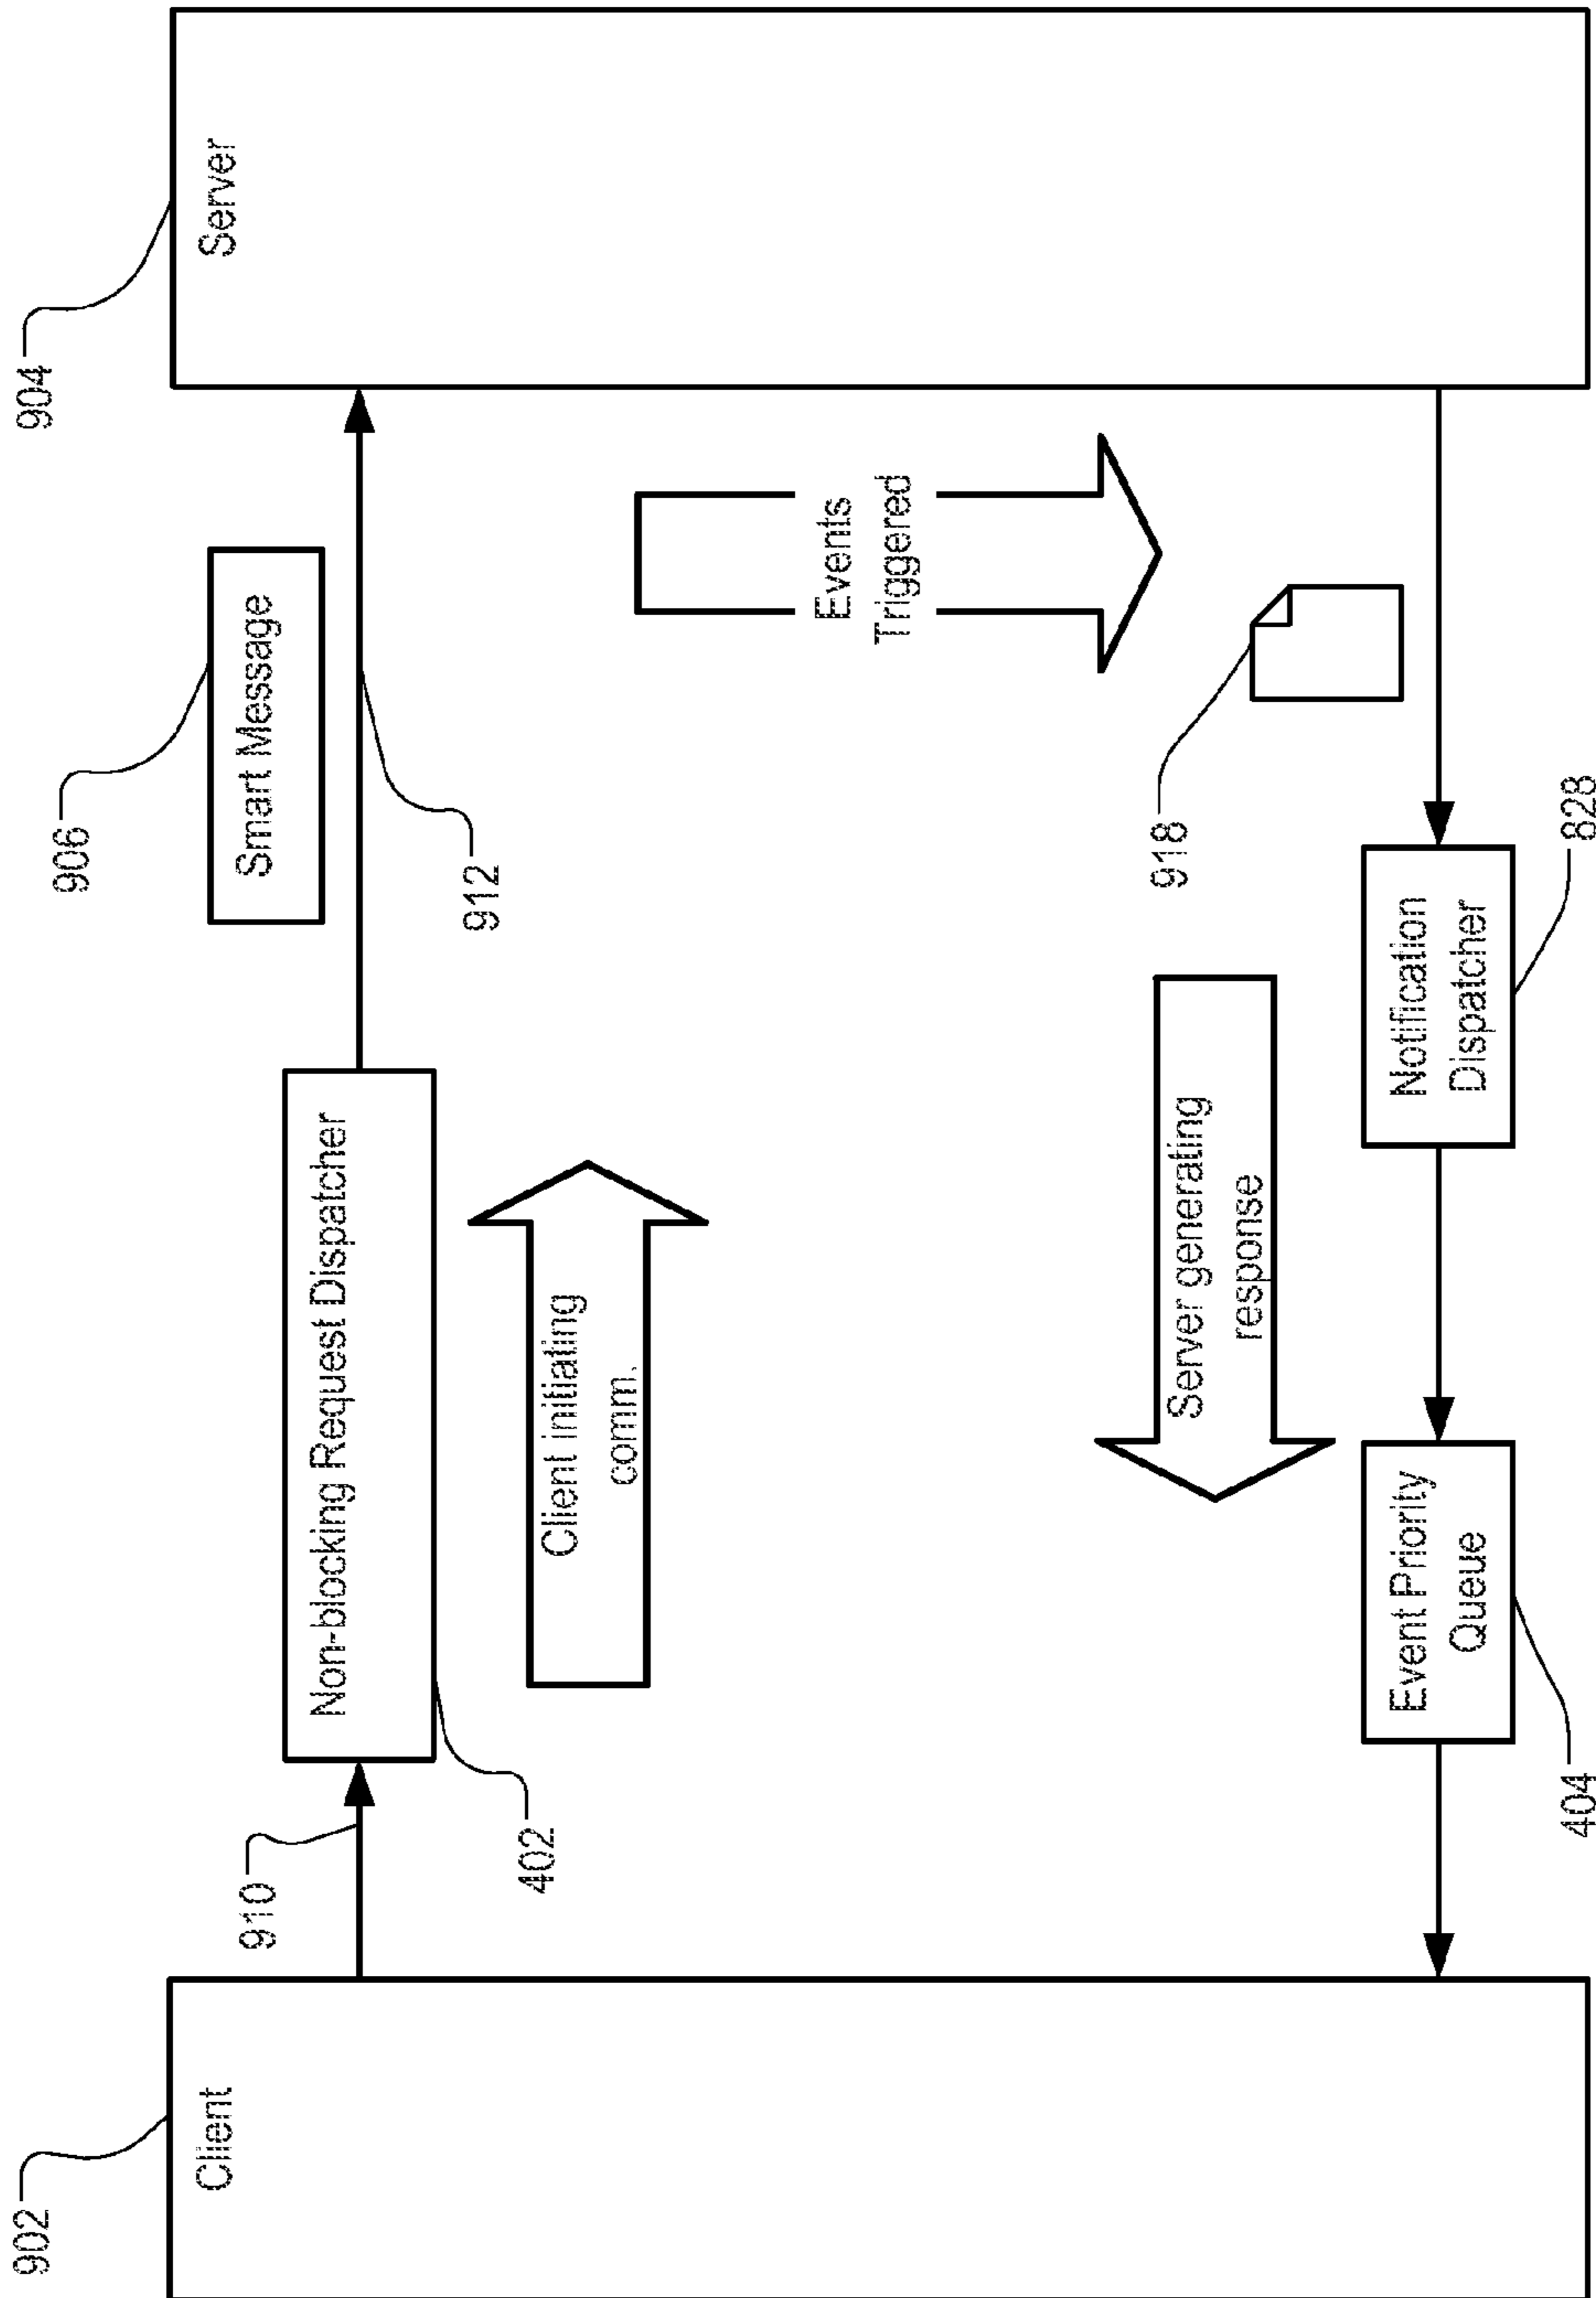 902
Client
910
Non-blocking Request Dispatcher
402
Client initiating
comm.
906
Smart Message
912
904
Server
Events
Triggered
918
Server generating
response
Notification
Dispatcher
828
Event Priority
Queue
404